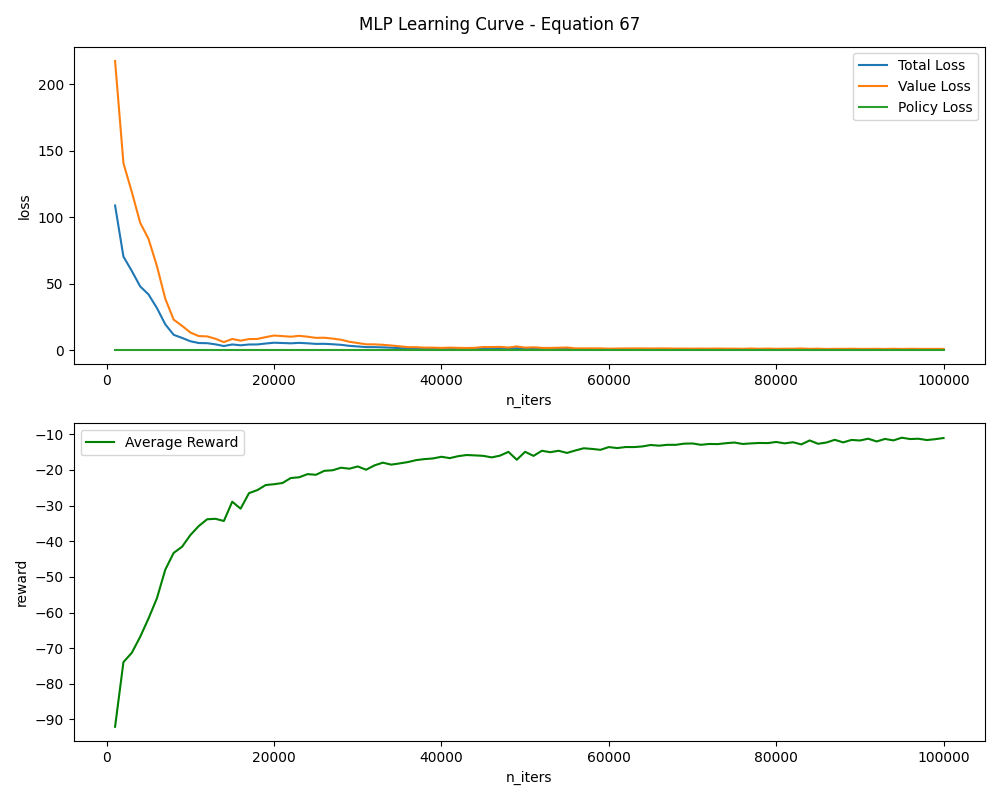 MLP Learning Curve - Equation 67
Total Loss
Value Loss
Policy Loss
200
150
100
50
0
loss
0 20000 40000 60000 80000 100000
n_iters
Average Reward
−10
−20
−30
−40
−50
−60
−70
−80
−90
reward
0 20000 40000 60000 80000 100000
n_iters